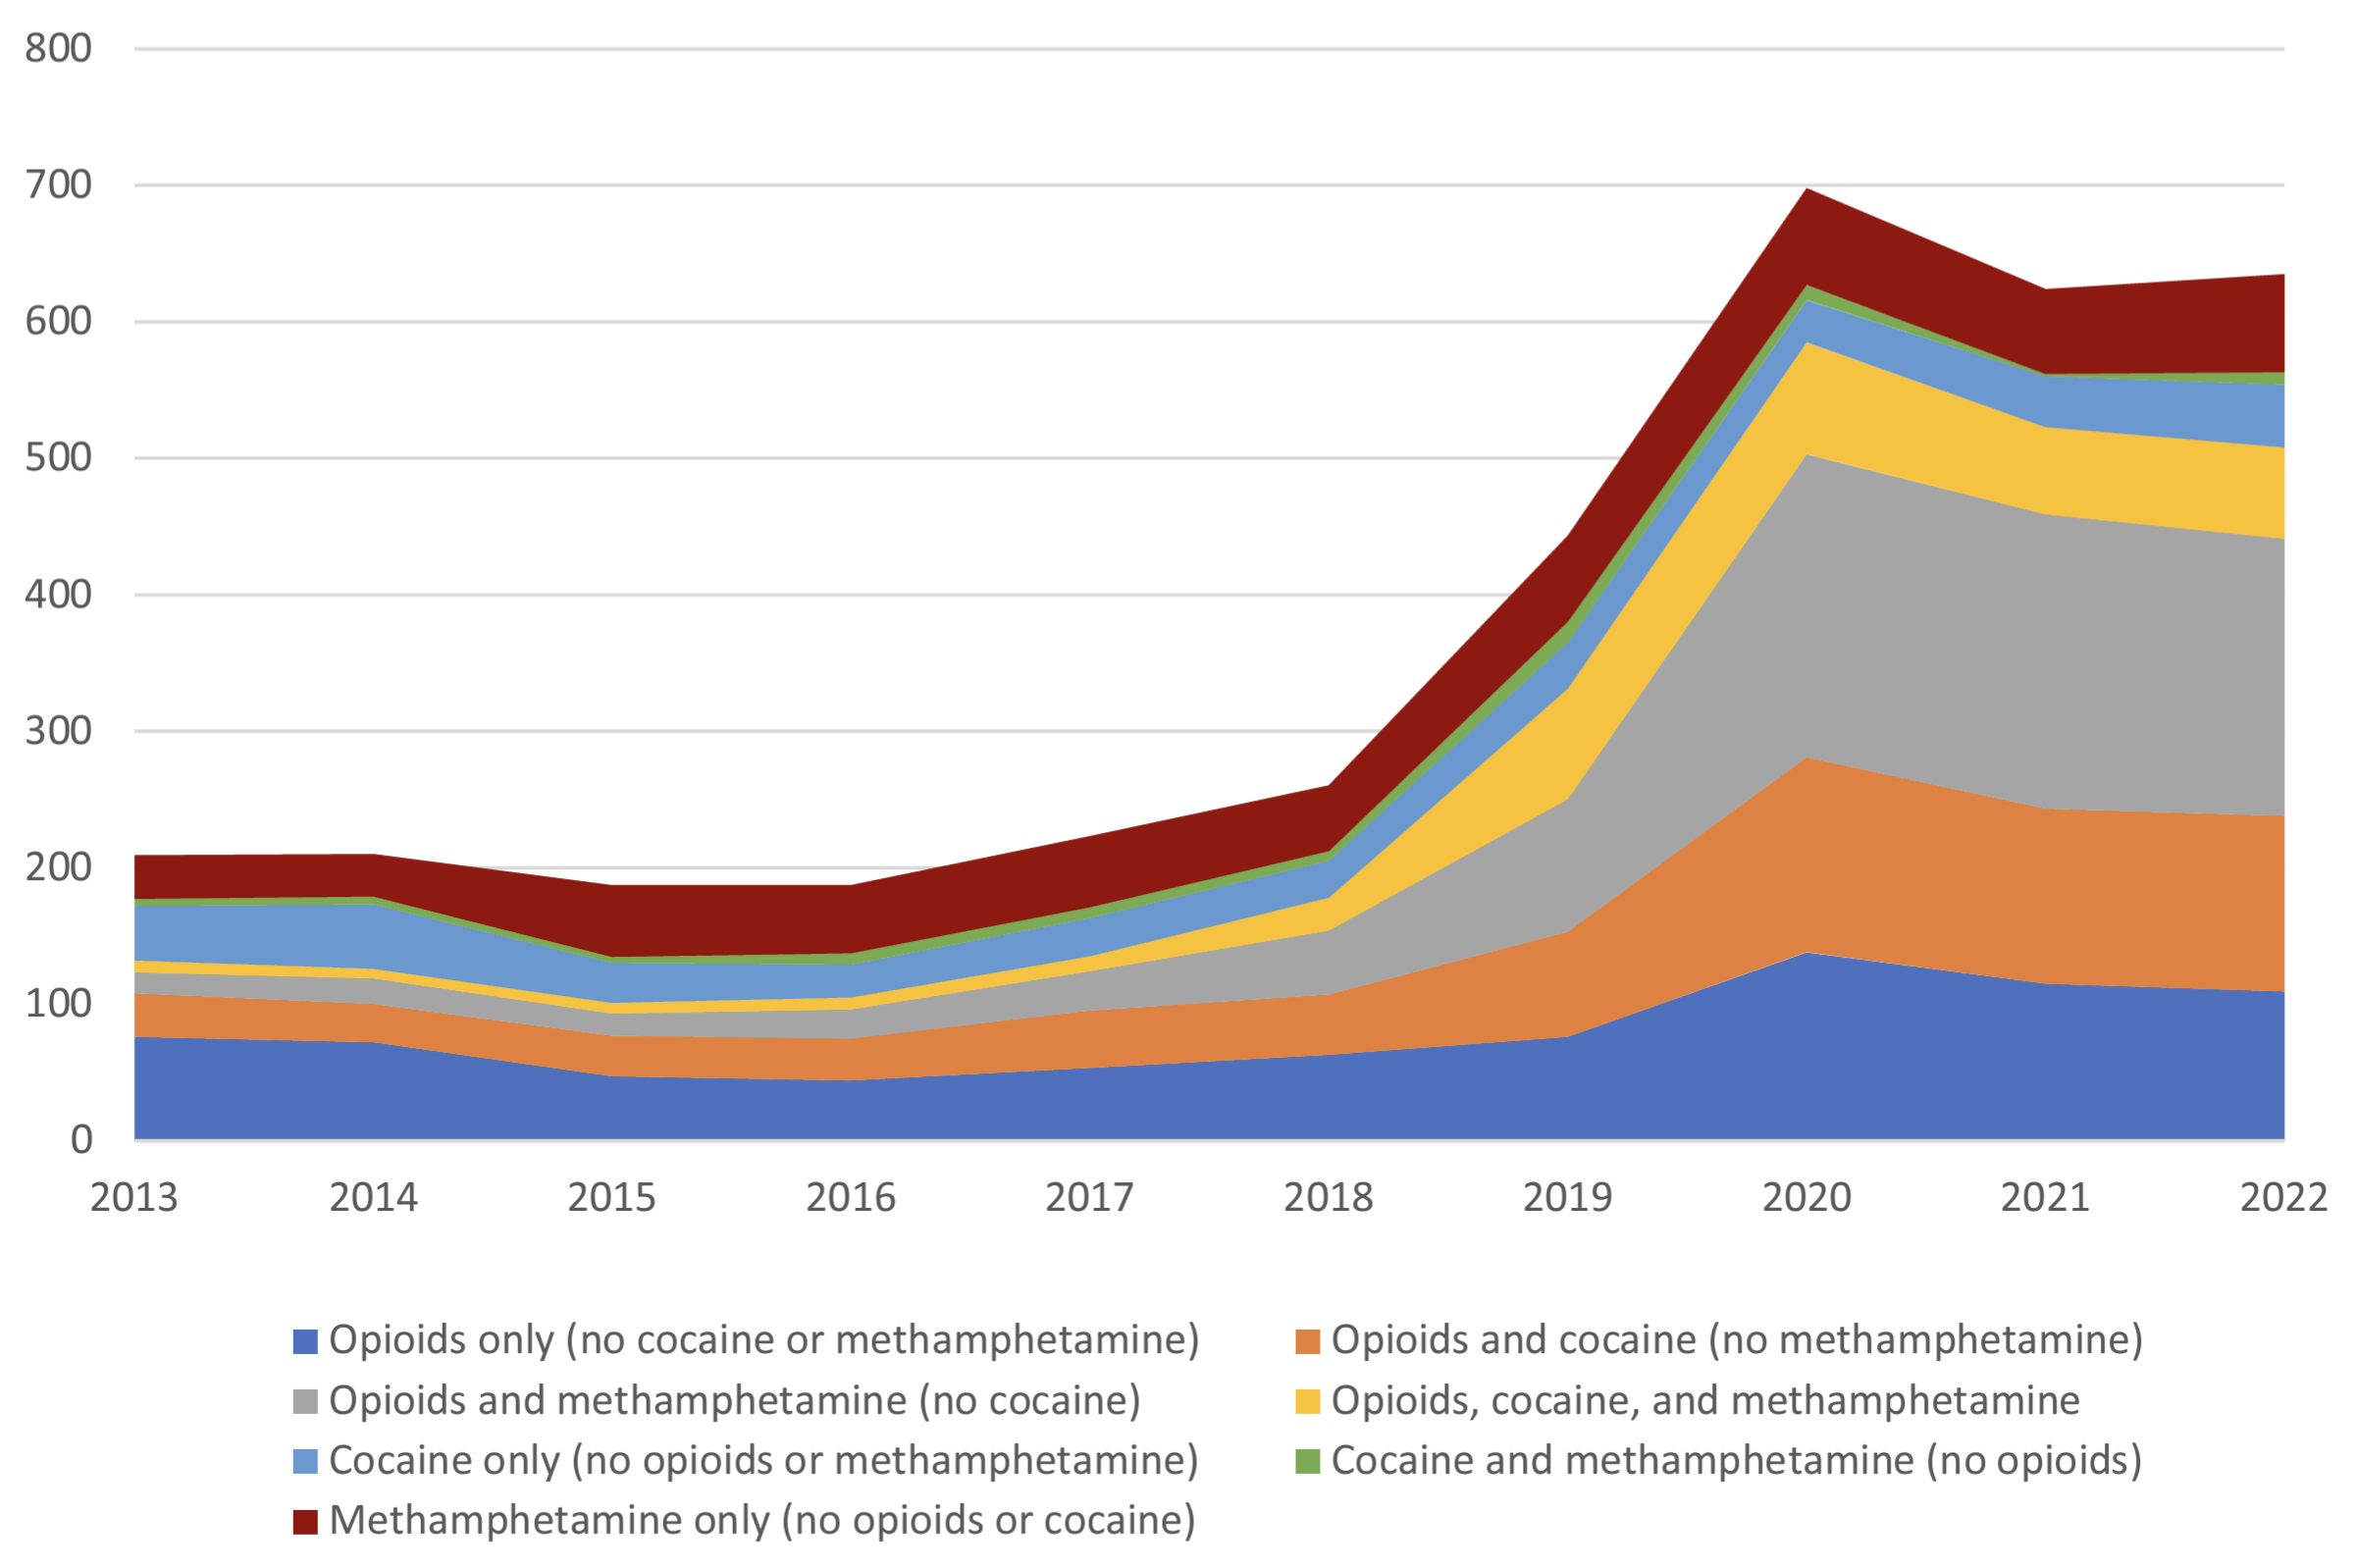 800
700
600
500
400
300
200
100
0
2013 2014 2015 2016 2017 2018 2019 2020 2021 2022
Opioids only (no cocaine or methamphetamine) Opioids and cocaine (no methamphetamine)
Opioids and methamphetamine (no cocaine) Opioids, cocaine, and methamphetamine
Cocaine only (no opioids or methamphetamine) Cocaine and methamphetamine (no opioids)
Methamphetamine only (no opioids or cocaine)